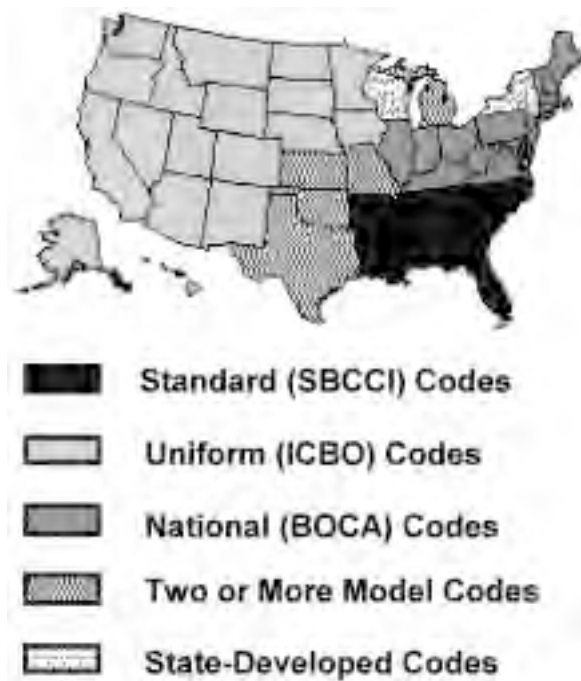 Standard (SBCCI) Codes
Uniform (ICBO) Codes
National (BOCA) Codes
Two or More Model Codes
State-Developed Codes